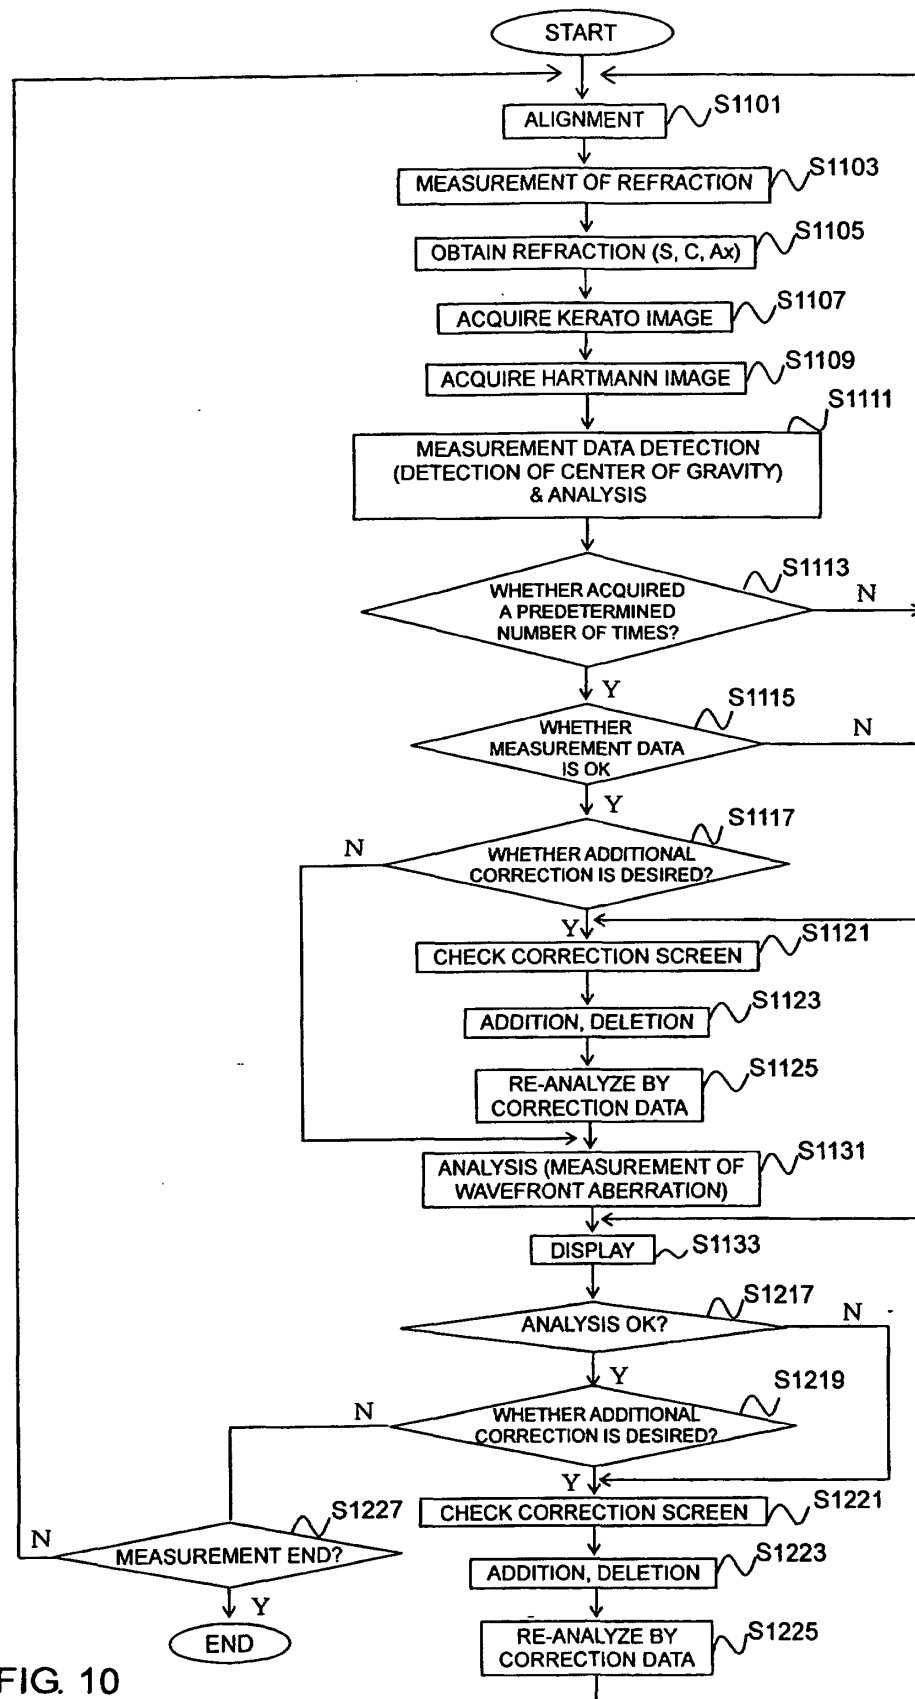 START
ALIGNMENT
S1101
MEASUREMENT OF REFRACTION
S1103
OBTAIN REFRACTION (S, C, Ax)
S1105
ACQUIRE KERATO IMAGE
S1107
ACQUIRE HARTMANN IMAGE
S1109
S1111
MEASUREMENT DATA DETECTION
(DETECTION OF CENTER OF GRAVITY)
& ANALYSIS
S1113
WHETHER ACQUIRED
A PREDETERMINED
NUMBER OF TIMES?
N
Y
S1115
WHETHER
MEASUREMENT DATA
IS OK
N
Y
S1117
N
WHETHER ADDITIONAL
CORRECTION IS DESIRED?
Y
S1121
CHECK CORRECTION SCREEN
S1123
ADDITION, DELETION
S1125
RE-ANALYZE BY
CORRECTION DATA
S1131
ANALYSIS (MEASUREMENT OF
WAVEFRONT ABERRATION)
DISPLAY
S1133
S1217
ANALYSIS OK?
N
Y
S1219
N
WHETHER ADDITIONAL
CORRECTION IS DESIRED?
Y
S1221
CHECK CORRECTION SCREEN
S1227
N
MEASUREMENT END?
Y
END
S1223
ADDITION, DELETION
S1225
RE-ANALYZE BY
CORRECTION DATA
FIG. 10